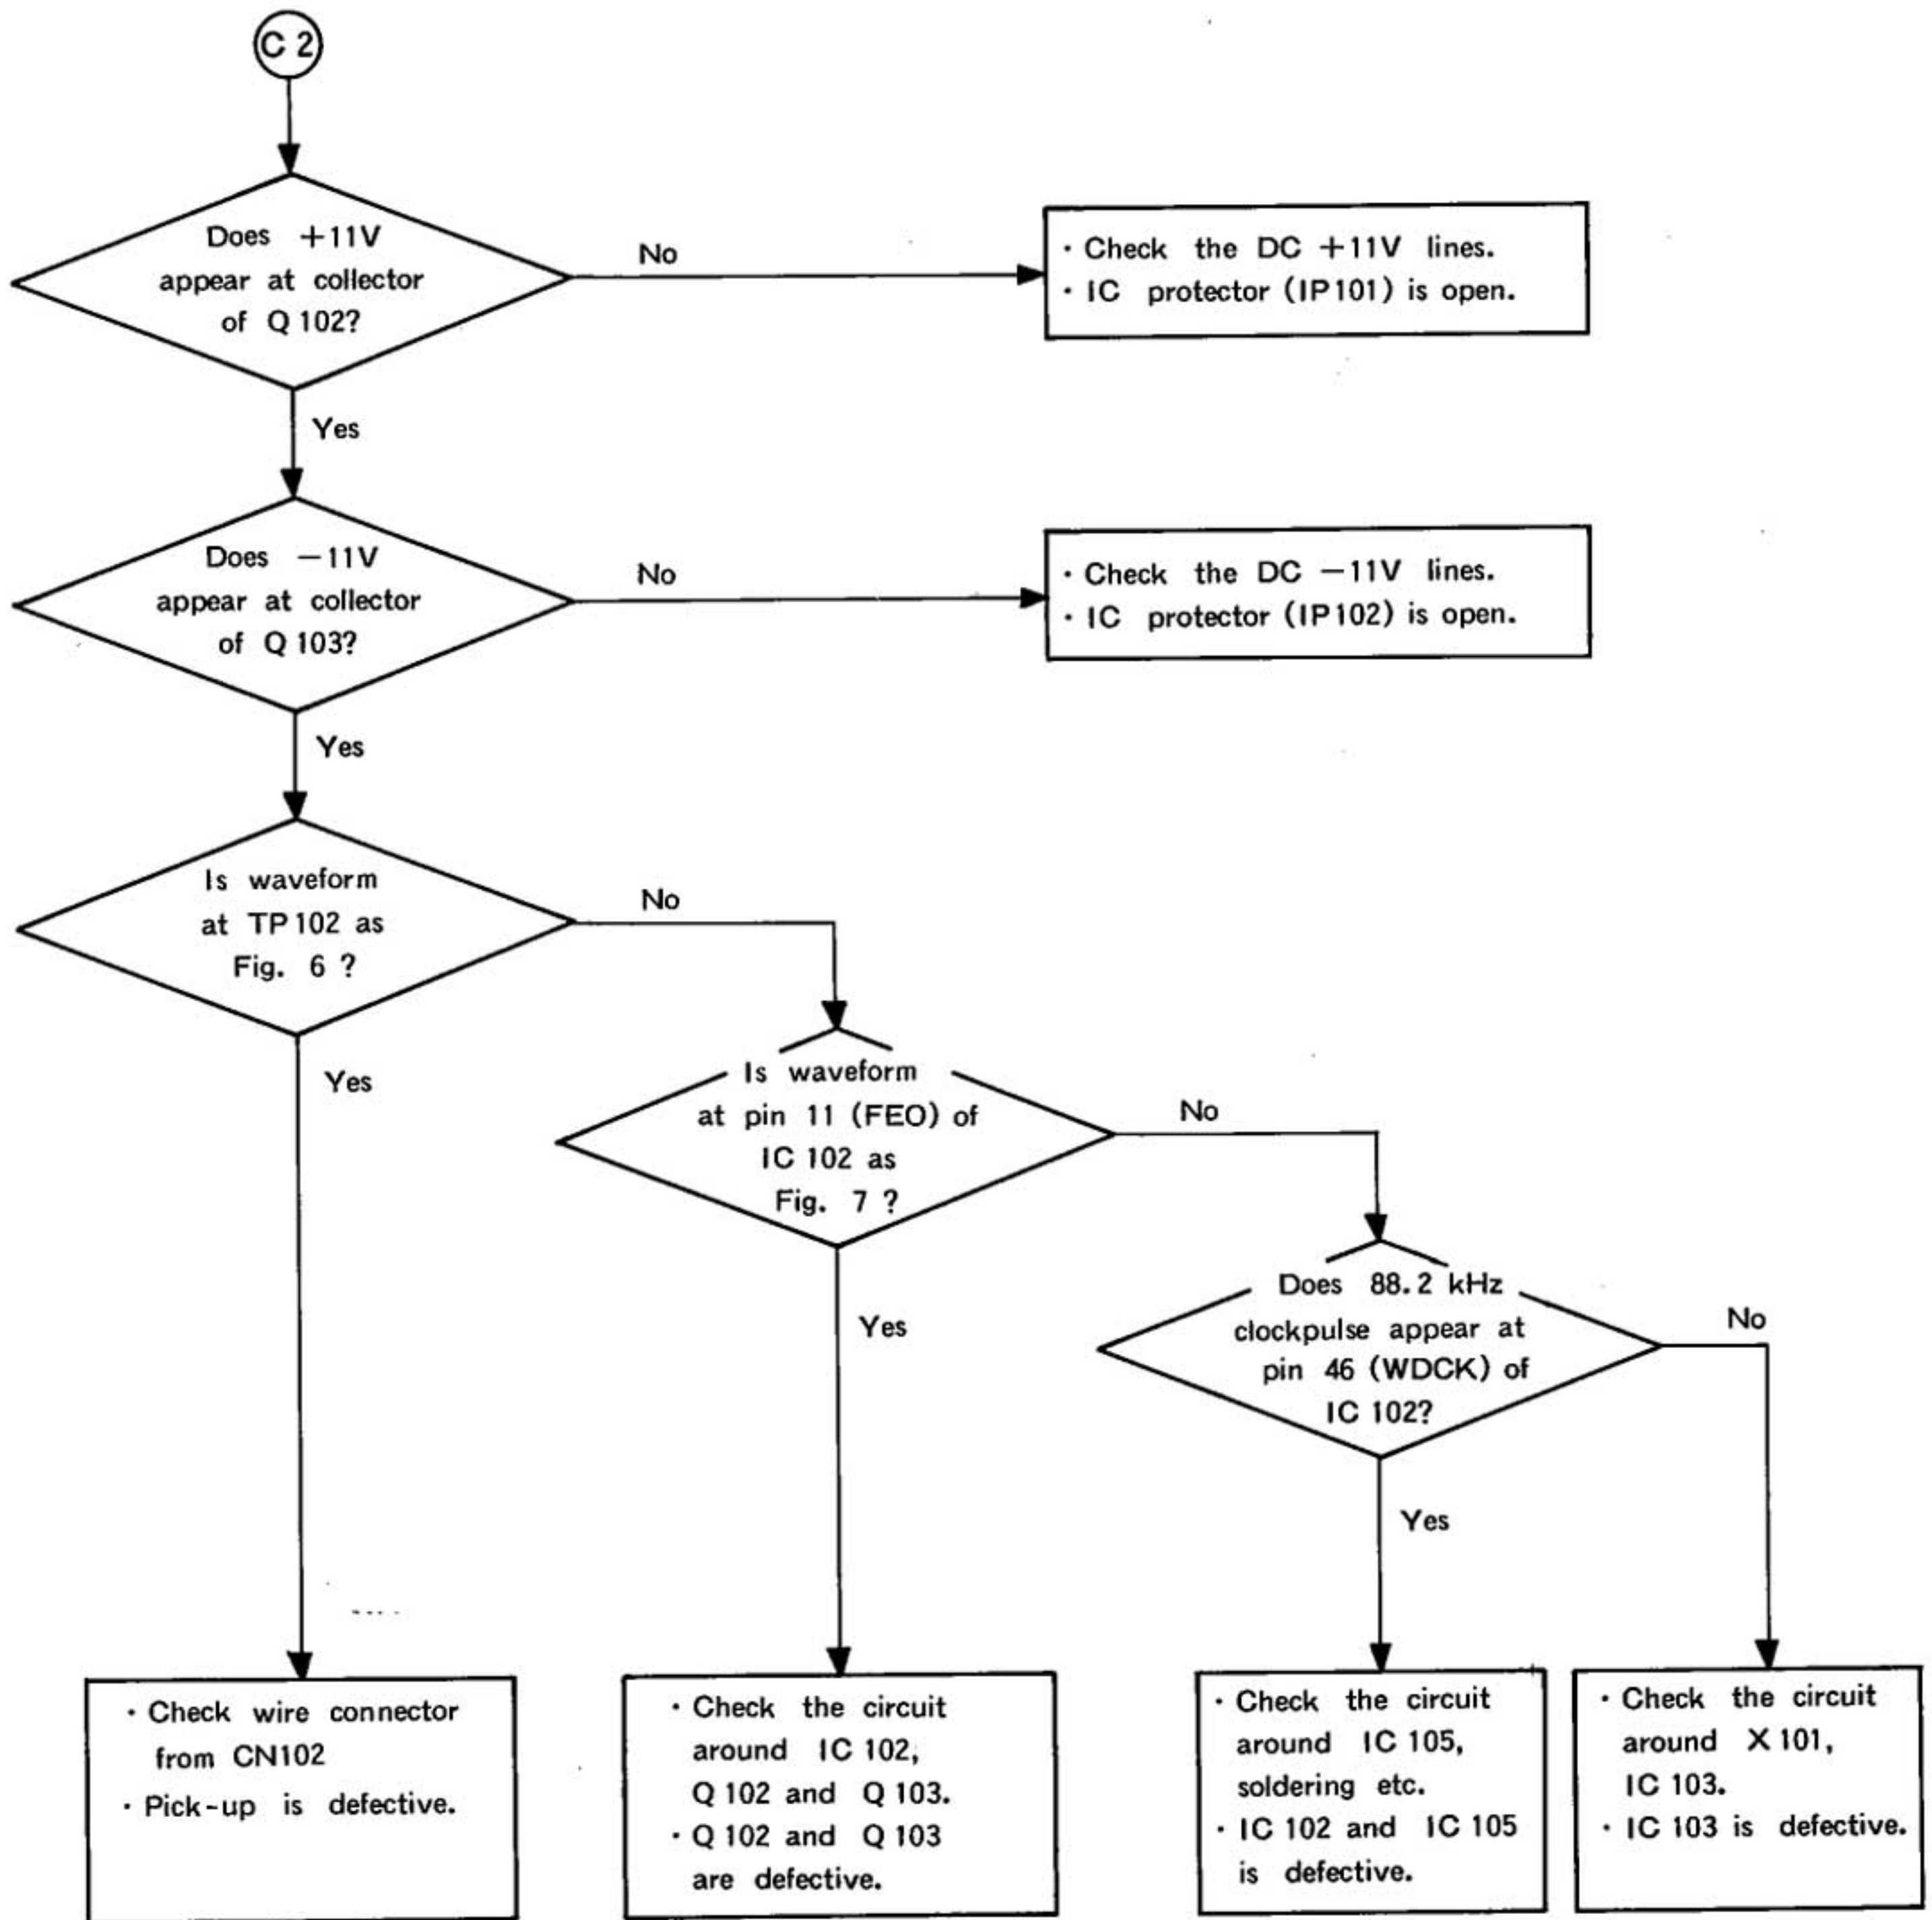 C 2
Does +11V
appear at collector
of Q 102?
No
· Check the DC +11V lines.
· IC protector (IP101) is open.
Yes
Does −11V
appear at collector
of Q 103?
No
· Check the DC −11V lines.
· IC protector (IP102) is open.
Yes
Is waveform
at TP102 as
Fig. 6 ?
No
Yes
Is waveform
at pin 11 (FEO) of
IC 102 as
Fig. 7 ?
No
Yes
Does 88.2 kHz
clockpulse appear at
pin 46 (WDCK) of
IC 102?
No
Yes
· Check wire connector
from CN102
· Pick-up is defective.
· Check the circuit
around IC 102,
Q 102 and Q 103.
· Q 102 and Q 103
are defective.
· Check the circuit
around IC 105,
soldering etc.
· IC 102 and IC 105
is defective.
· Check the circuit
around X 101,
IC 103.
· IC 103 is defective.